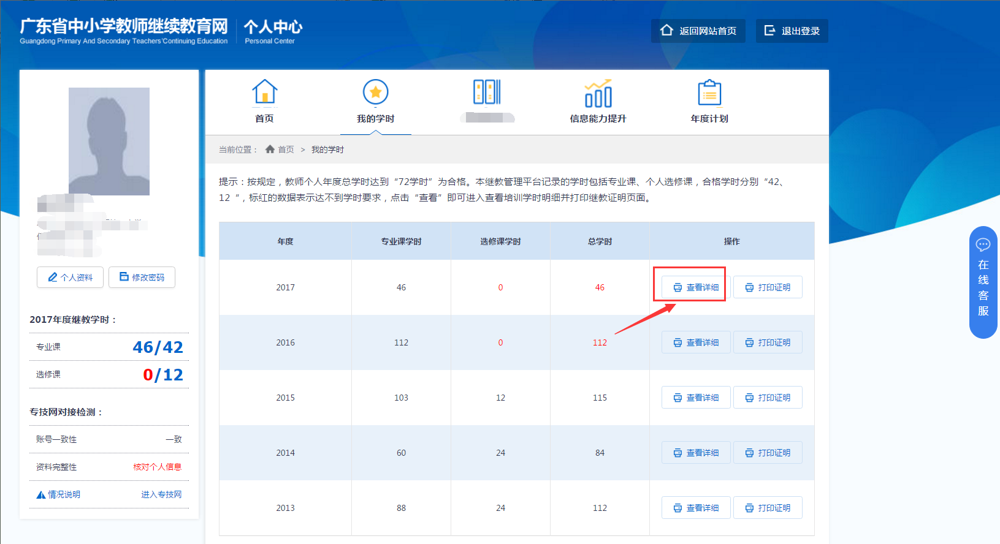 广东省中小学教师继续教育网
Guangdong Primary And Secondary Teachers'Continuing Education
个人中心
Personal Center
返回网站首页
退出登录
首页
我的学时
信息能力提升
年度计划
当前位置： 首页 > 我的学时
提示：按规定，教师个人年度总学时达到“72学时”为合格。本继教管理平台记录的学时包括专业课、个人选修课，合格学时分别“42、
12“，标红的数据表示达不到学时要求，点击“查看”即可进入查看培训学时明细并打印继教证明页面。
个人资料 修改密码
2017年度继教学时：
专业课 46/42
选修课 0/12
专技网对接检测：
账号一致性 一致
资料完整性 核对个人信息
情况说明 进入专技网
年度 专业课学时 选修课学时 总学时 操作
2017 46 0 46 查看详细 打印证明
2016 112 0 112 查看详细 打印证明
2015 103 12 115 查看详细 打印证明
2014 60 24 84 查看详细 打印证明
2013 88 24 112 查看详细 打印证明
在线客服